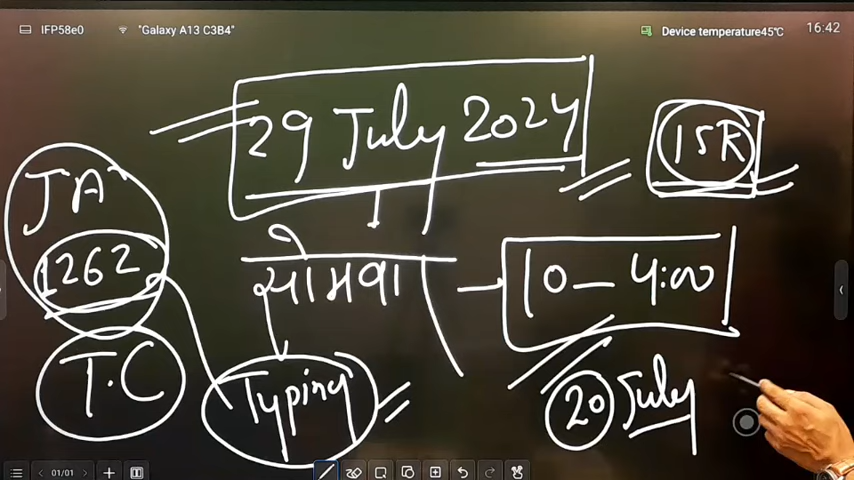 IFP58e0 "Galaxy A13 C3B4" Device temperature45℃ 16:42
29 July 2024
15R
JA
1262
सोमवार
10 — 4:00
T.C
Typing
20 July
01/01